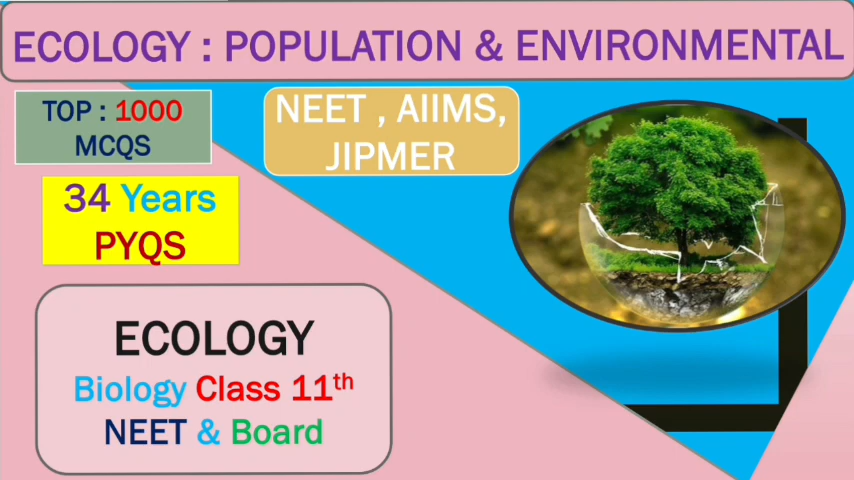 ECOLOGY : POPULATION & ENVIRONMENTAL
TOP : 1000
MCQS
NEET , AIIMS,
JIPMER
34 Years
PYQS
ECOLOGY
Biology Class 11th
NEET & Board